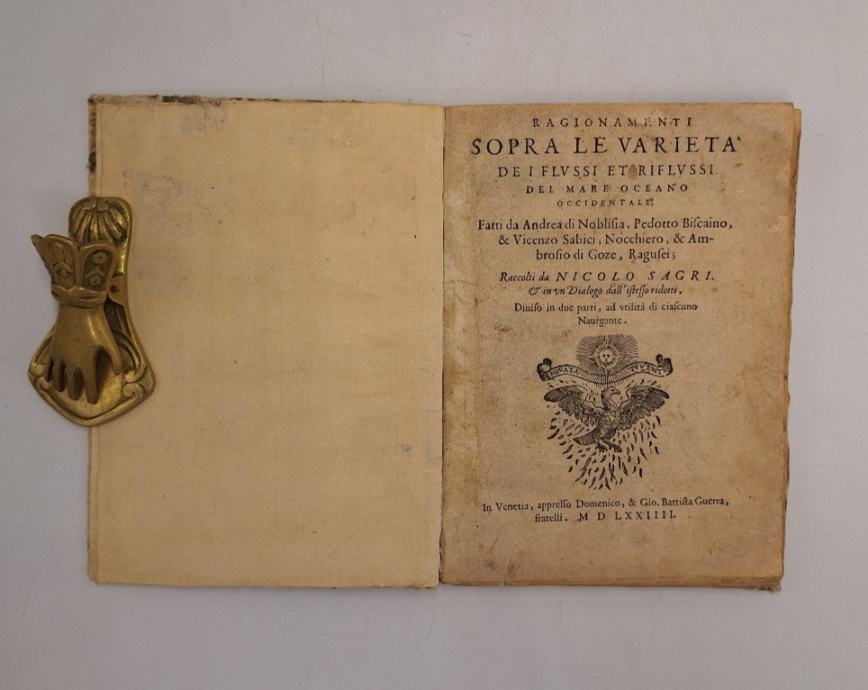 RAGIONAMENTI
SOPRA LE VARIETA`
DE I FLVSSI ET RIFLVSSI
DEL MARE OCEANO
OCCIDENTALE;
Fatti da Andrea di Noblisia, Pedotto Biscaino,
& Vicenzo Sabici, Nocchiero, & Am-
brosio di Goze, Ragusei;
Raccolti da NICOLO SAGRI.
& in vn Dialogo dall'istesso ridotti,
Diuiso in due parti, ad vtilità di ciascuno
Nauigante.
In Venetia, appresso Domenico, & Gio. Battista Guerra,
fratelli. M D LXXIIII.